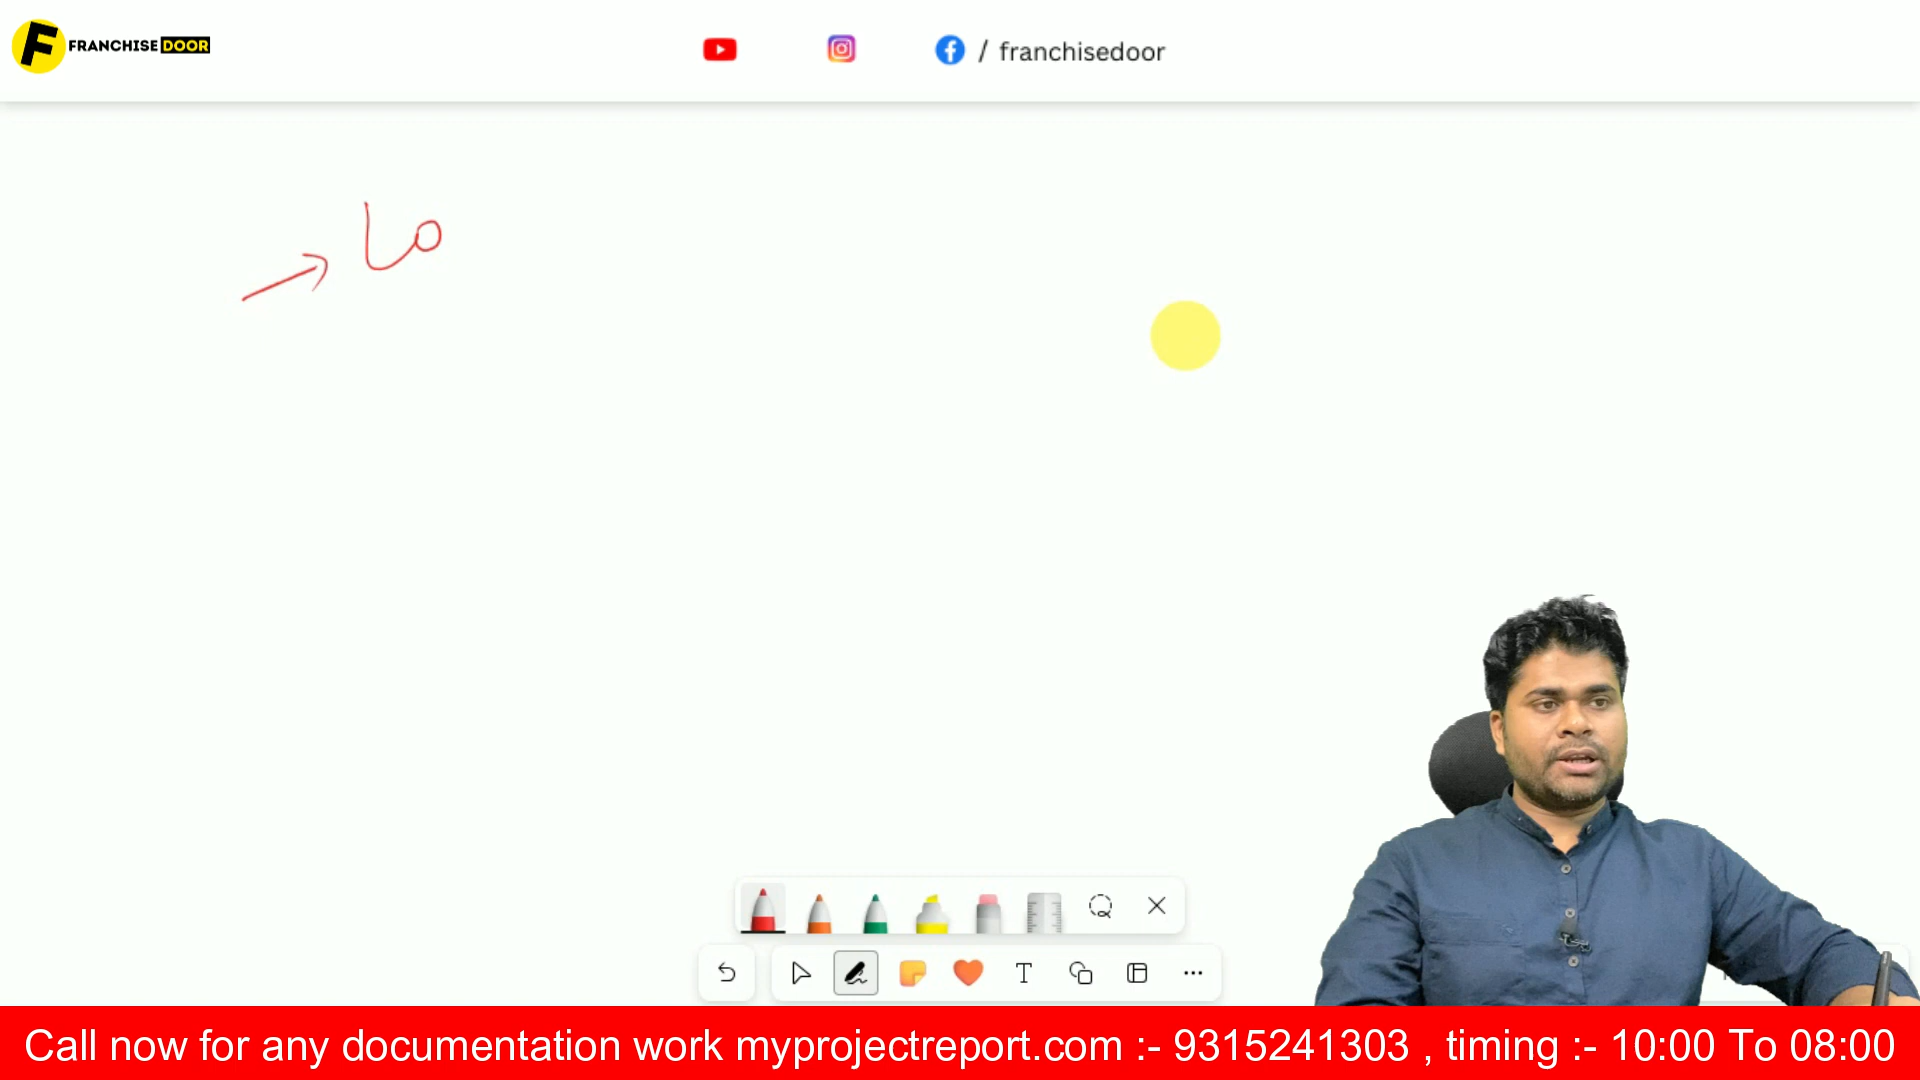 F FRANCHISE DOOR
/ franchisedoor
Lo
T
Call now for any documentation work myprojectreport.com :- 9315241303 , timing :- 10:00 To 08:00